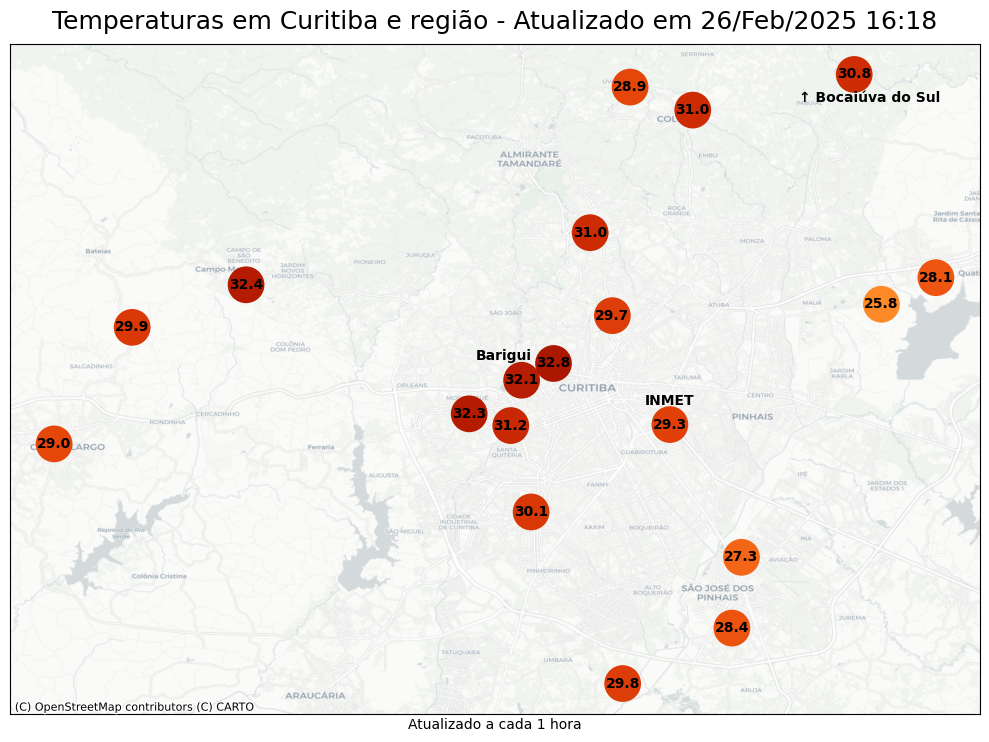 Temperaturas em Curitiba e região - Atualizado em 26/Feb/2025 16:18
SERRINHA
30.8
28.9
↑ Bocaiúva do Sul
31.0
PACOTUBA
ALMIRANTE
TAMANDARÉ
EMBU
ROÇA
GRANDE
Jardim Santa
Rita de Cássia
31.0
MONZA
PALOMA
Bateias
CAMPO DE
SÃO
BENEDITO
JURUQUI
PIONEIRO
JARDIM
NOVOS
HORIZONTES
Campo
32.4
28.1
25.8
MAUÁ
ATUBA
SÃO JOÃO
29.7
29.9
COLÔNIA
DOM PEDRO
Barigui
32.8
SALGADINHO
32.1
CURITIBA
TARUMÃ
JARDIM
KARLA
ORLEANS
CENTRO
INMET
32.3
PINHAIS
CERCADINHO
RONDINHA
31.2
29.3
29.0
LARGO
Ferraria
SANTA
QUITÉRIA
GUABIROTUBA
AUGUSTA
IPÊ
FANNY
JARDIM DOS
ESTADOS 1
30.1
CIDADE
INDUSTRIAL
DE CURITIBA
XAXIM
BOQUEIRÃO
SÃO MIGUEL
Represa do Rio
Verde
INÁ
27.3
AVIAÇÃO
PINHEIRINHO
Colônia Cristina
ALTO
BOQUEIRÃO
SÃO JOSÉ DOS
PINHAIS
JUREMA
28.4
TATUQUARA
UMBARÁ
29.8
ARUJÁ
ARAUCÁRIA
(C) OpenStreetMap contributors (C) CARTO
Atualizado a cada 1 hora